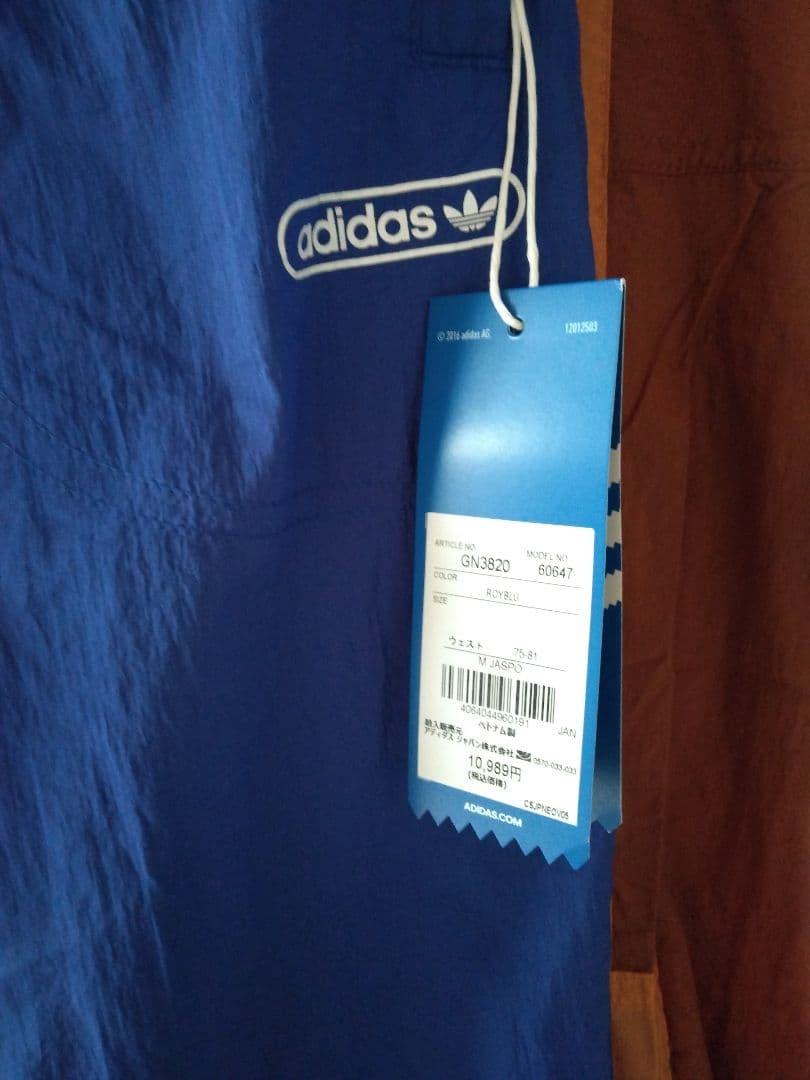 adidas
© 2016 adidas AG. 12012503
ARTICLE NO. MODEL NO.
GN3820 60647
COLOR
ROYBLU
SIZE
ウェスト 75-81
M JASPO
4064044960191 JAN
ベトナム製
輸入販売元
アディダス ジャパン株式会社 0570-033-033
10,989円
(税込価格)
CSJPNEOV05
ADIDAS.COM